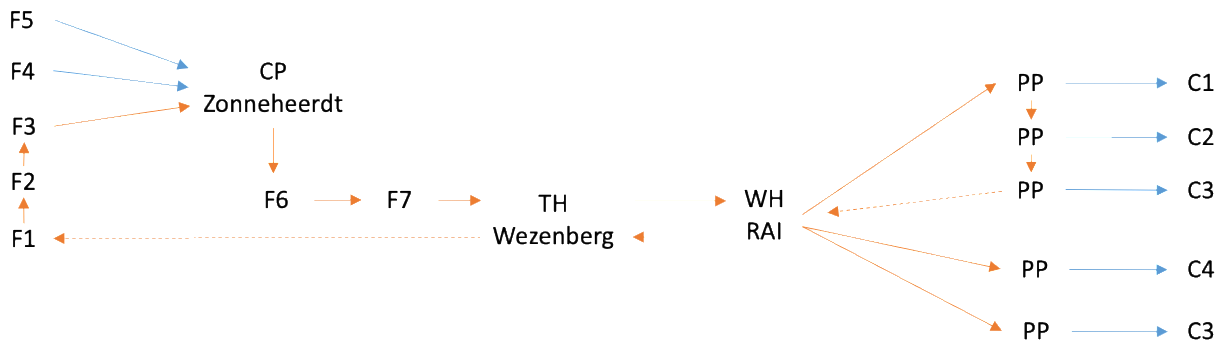 F5
F4
CP
Zonneheerdt
F3
F2
F1
F6
F7
TH
Wezenberg
WH
RAI
PP
C1
PP
C2
PP
C3
PP
C4
PP
C3